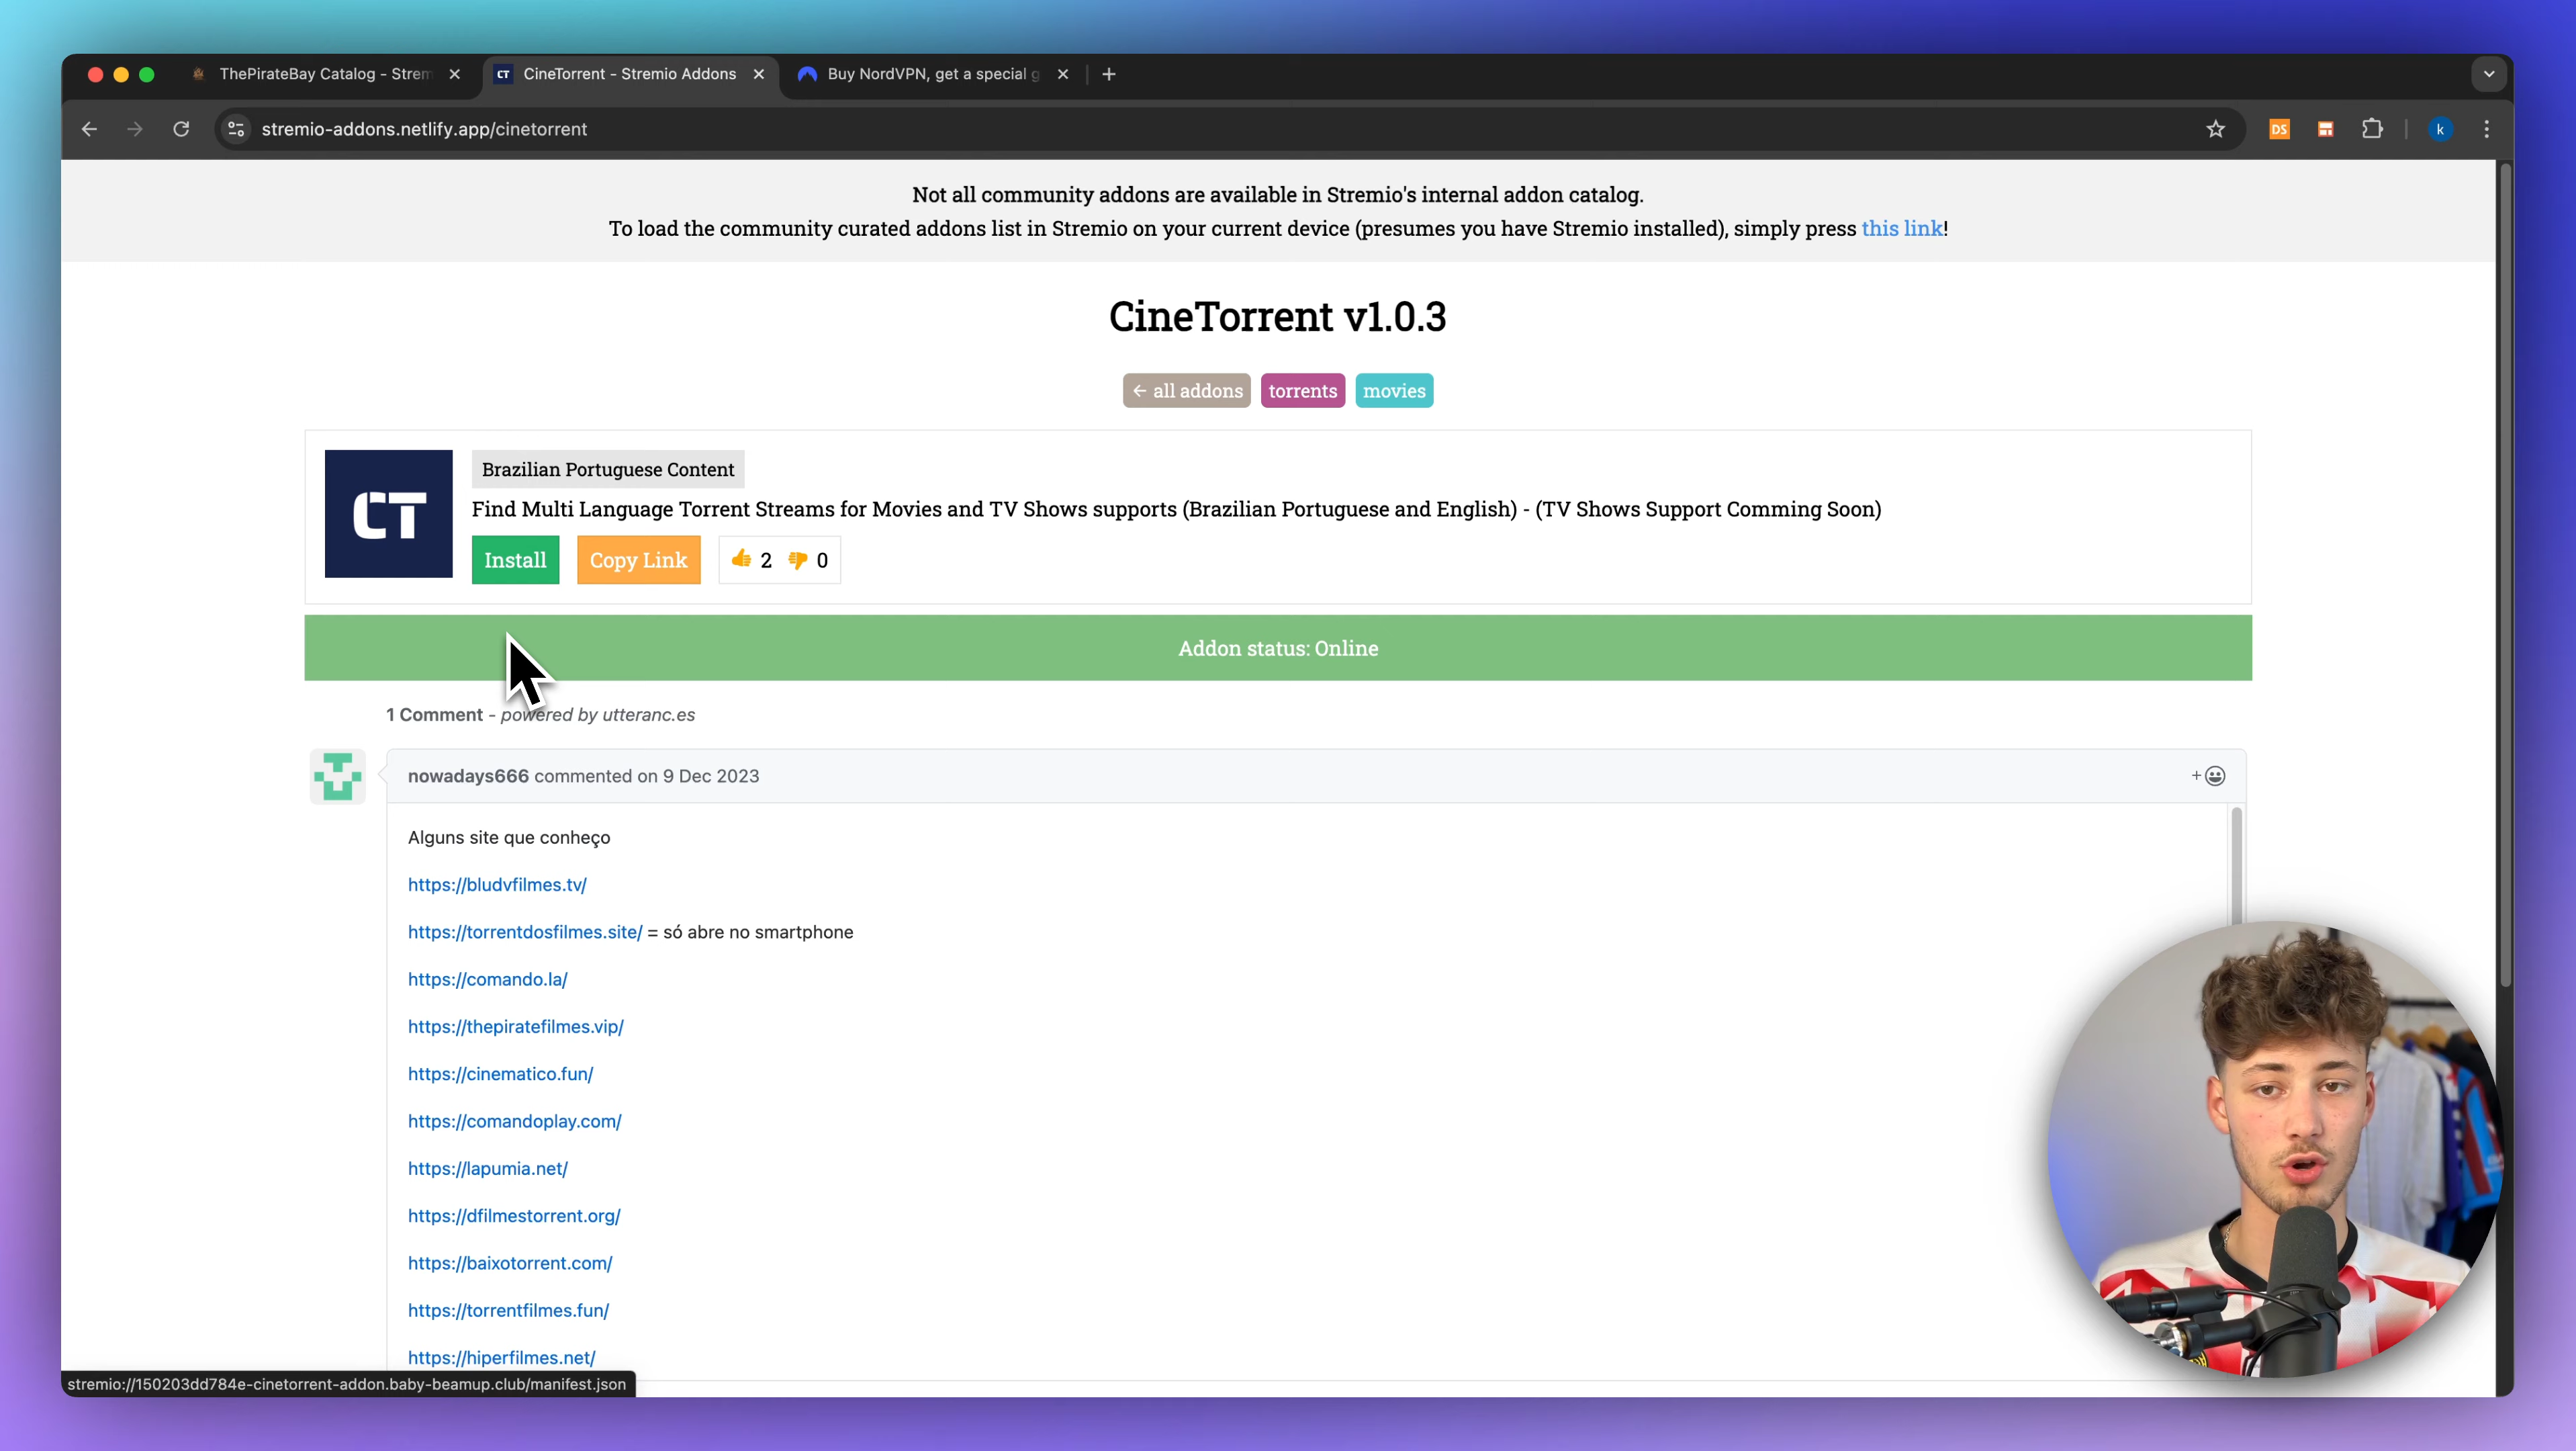 ThePirateBay Catalog - Strem
CineTorrent - Stremio Addons
Buy NordVPN, get a special g
stremio-addons.netlify.app/cinetorrent
DS
k
Not all community addons are available in Stremio's internal addon catalog.
To load the community curated addons list in Stremio on your current device (presumes you have Stremio installed), simply press this link!
CineTorrent v1.0.3
← all addons torrents movies
CT
Brazilian Portuguese Content
Find Multi Language Torrent Streams for Movies and TV Shows supports (Brazilian Portuguese and English) - (TV Shows Support Comming Soon)
Install Copy Link 2 0
Addon status: Online
1 Comment - powered by utteranc.es
nowadays666 commented on 9 Dec 2023
Alguns site que conheço
https://bludvfilmes.tv/
https://torrentdosfilmes.site/ = só abre no smartphone
https://comando.la/
https://thepiratefilmes.vip/
https://cinematico.fun/
https://comandoplay.com/
https://lapumia.net/
https://dfilmestorrent.org/
https://baixotorrent.com/
https://torrentfilmes.fun/
https://hiperfilmes.net/
stremio://150203dd784e-cinetorrent-addon.baby-beamup.club/manifest.json